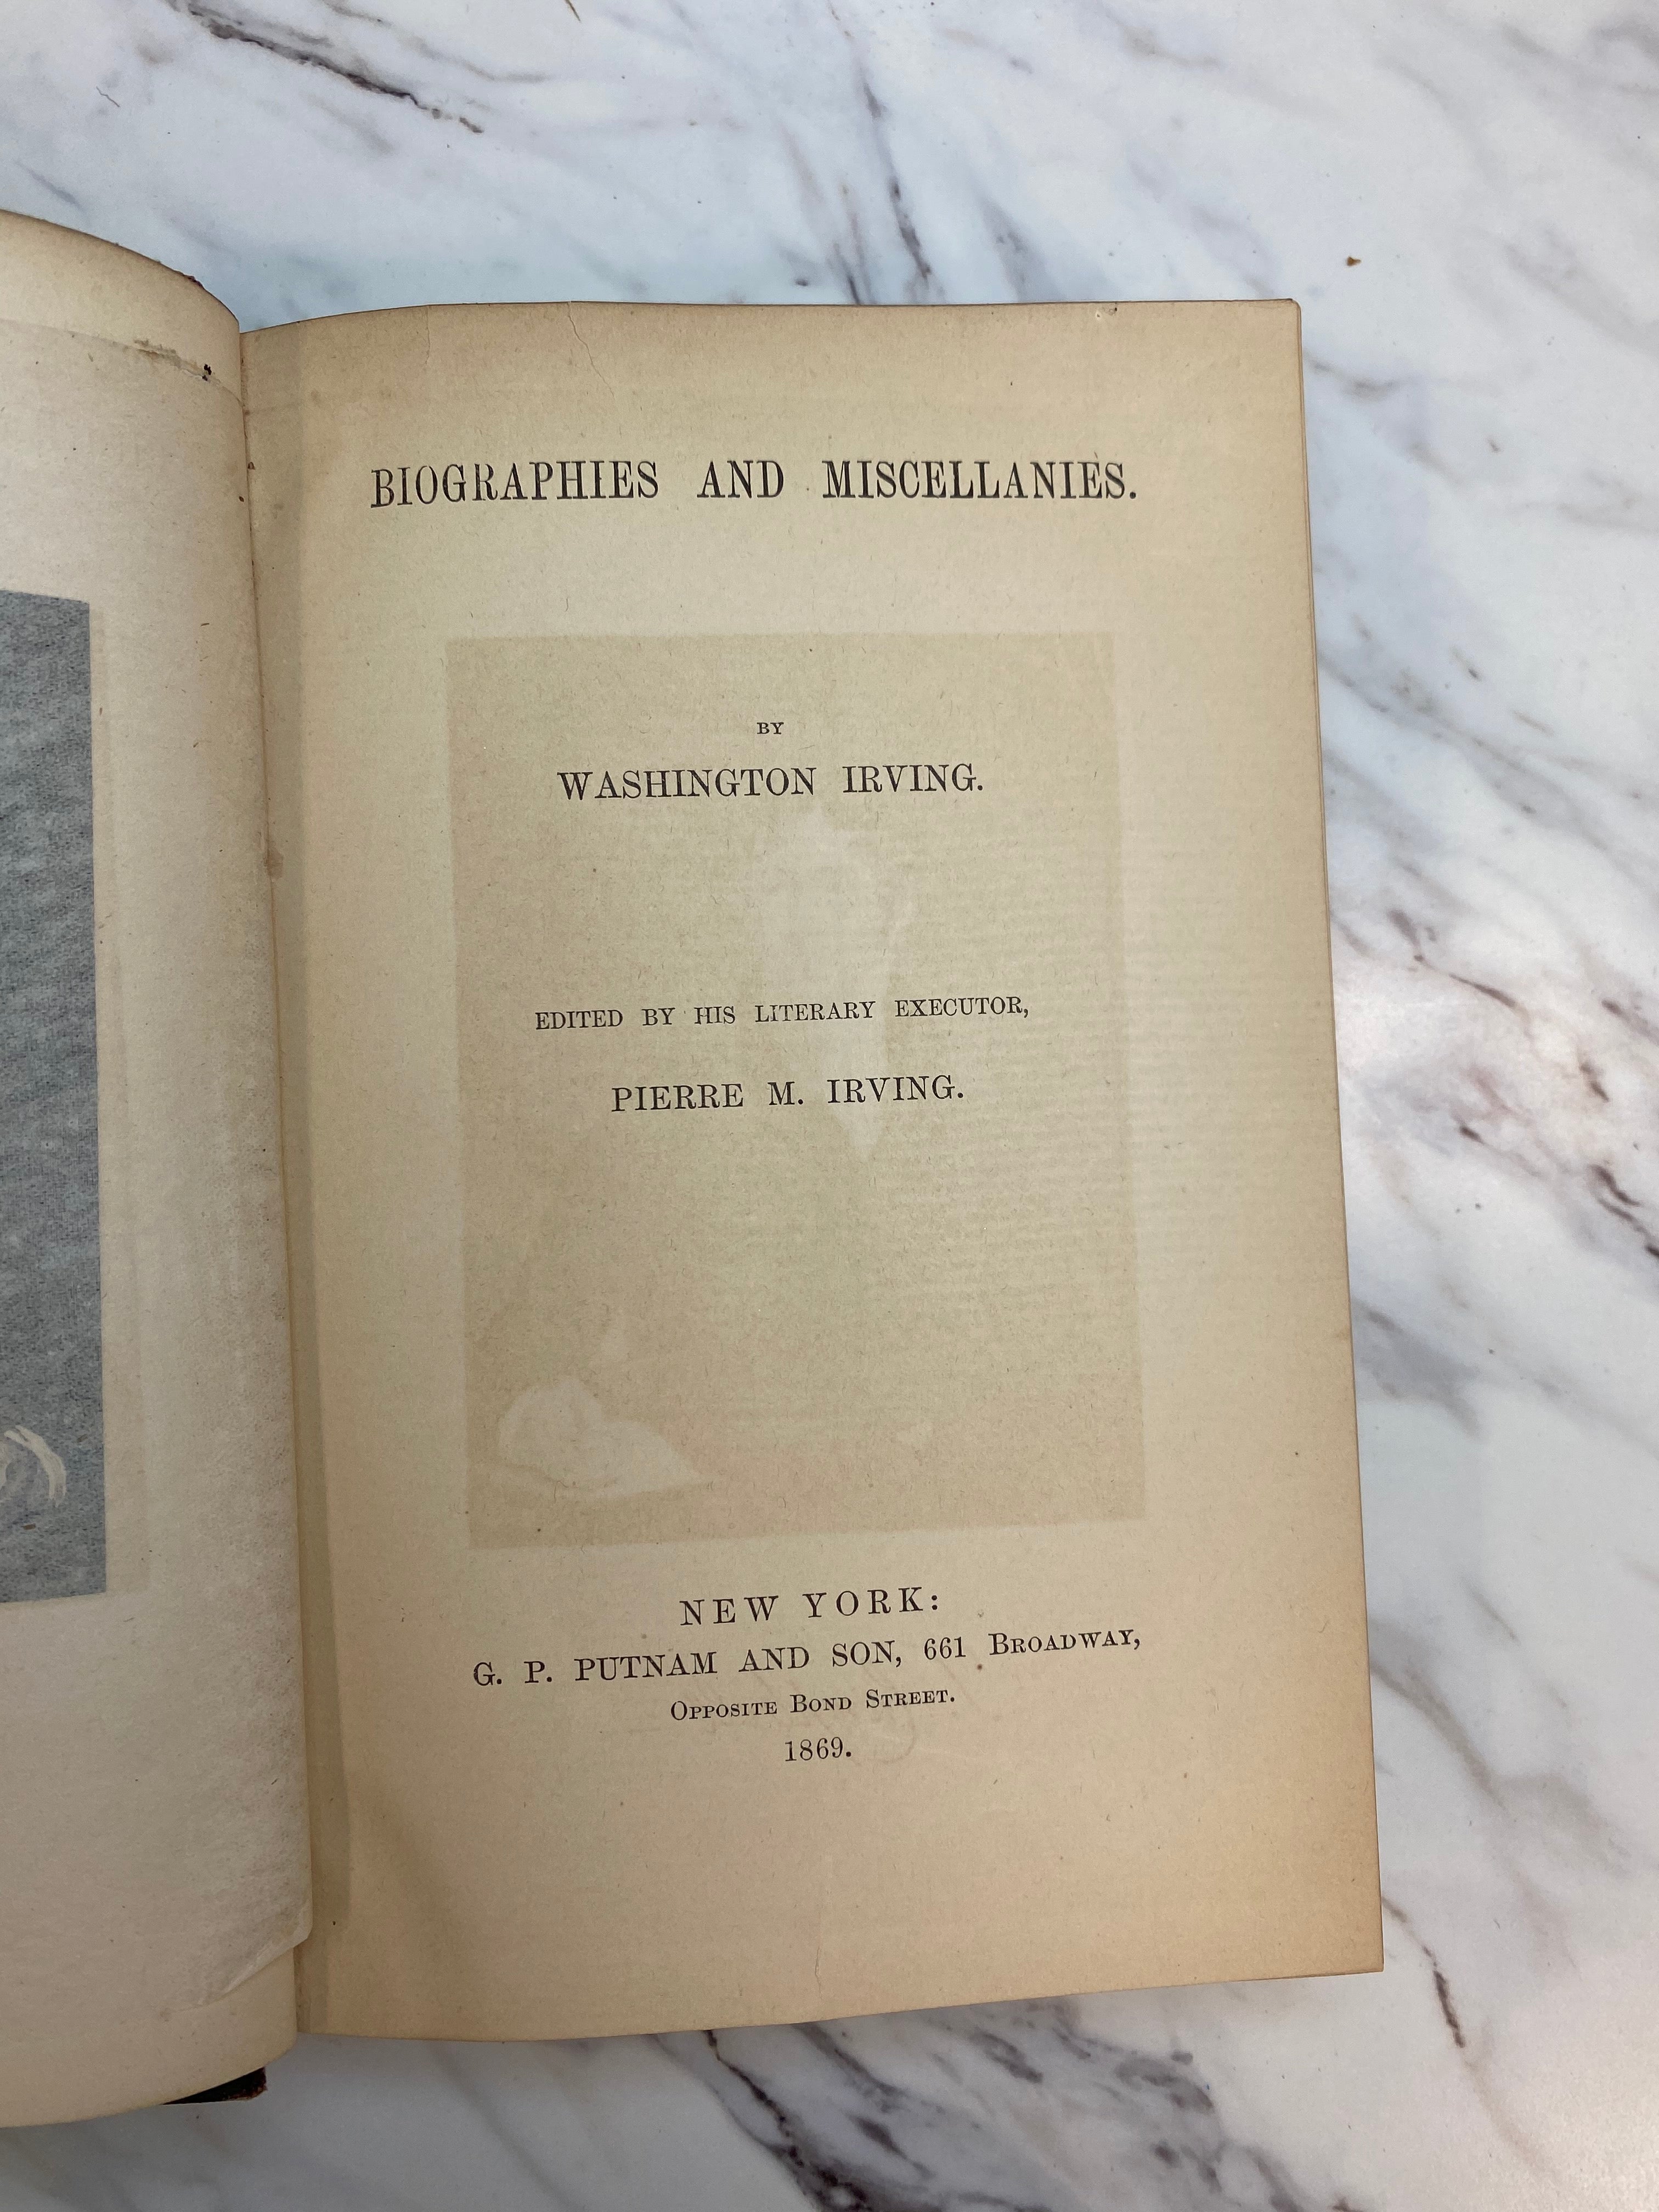 BIOGRAPHIES AND MISCELLANIES.
BY
WASHINGTON IRVING.
EDITED BY HIS LITERARY EXECUTOR,
PIERRE M. IRVING.
NEW YORK:
G. P. PUTNAM AND SON, 661 BROADWAY,
OPPOSITE BOND STREET.
1869.